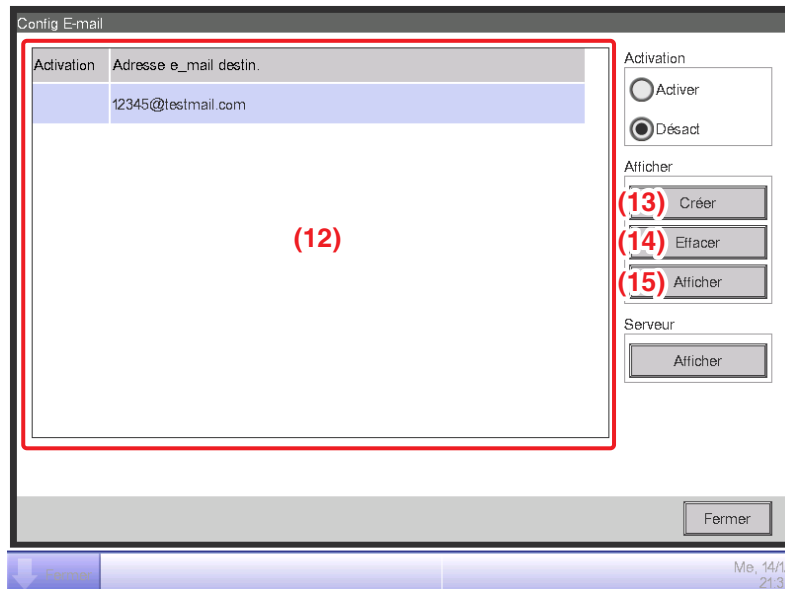 Config E-mail
Activation Adresse e_mail destin.
12345@testmail.com
(12)
Activation
Activer
Désact
Afficher
(13) Créer
(14) Effacer
(15) Afficher
Serveur
Afficher
Fermer
Fermer
Me, 14/1
21:3